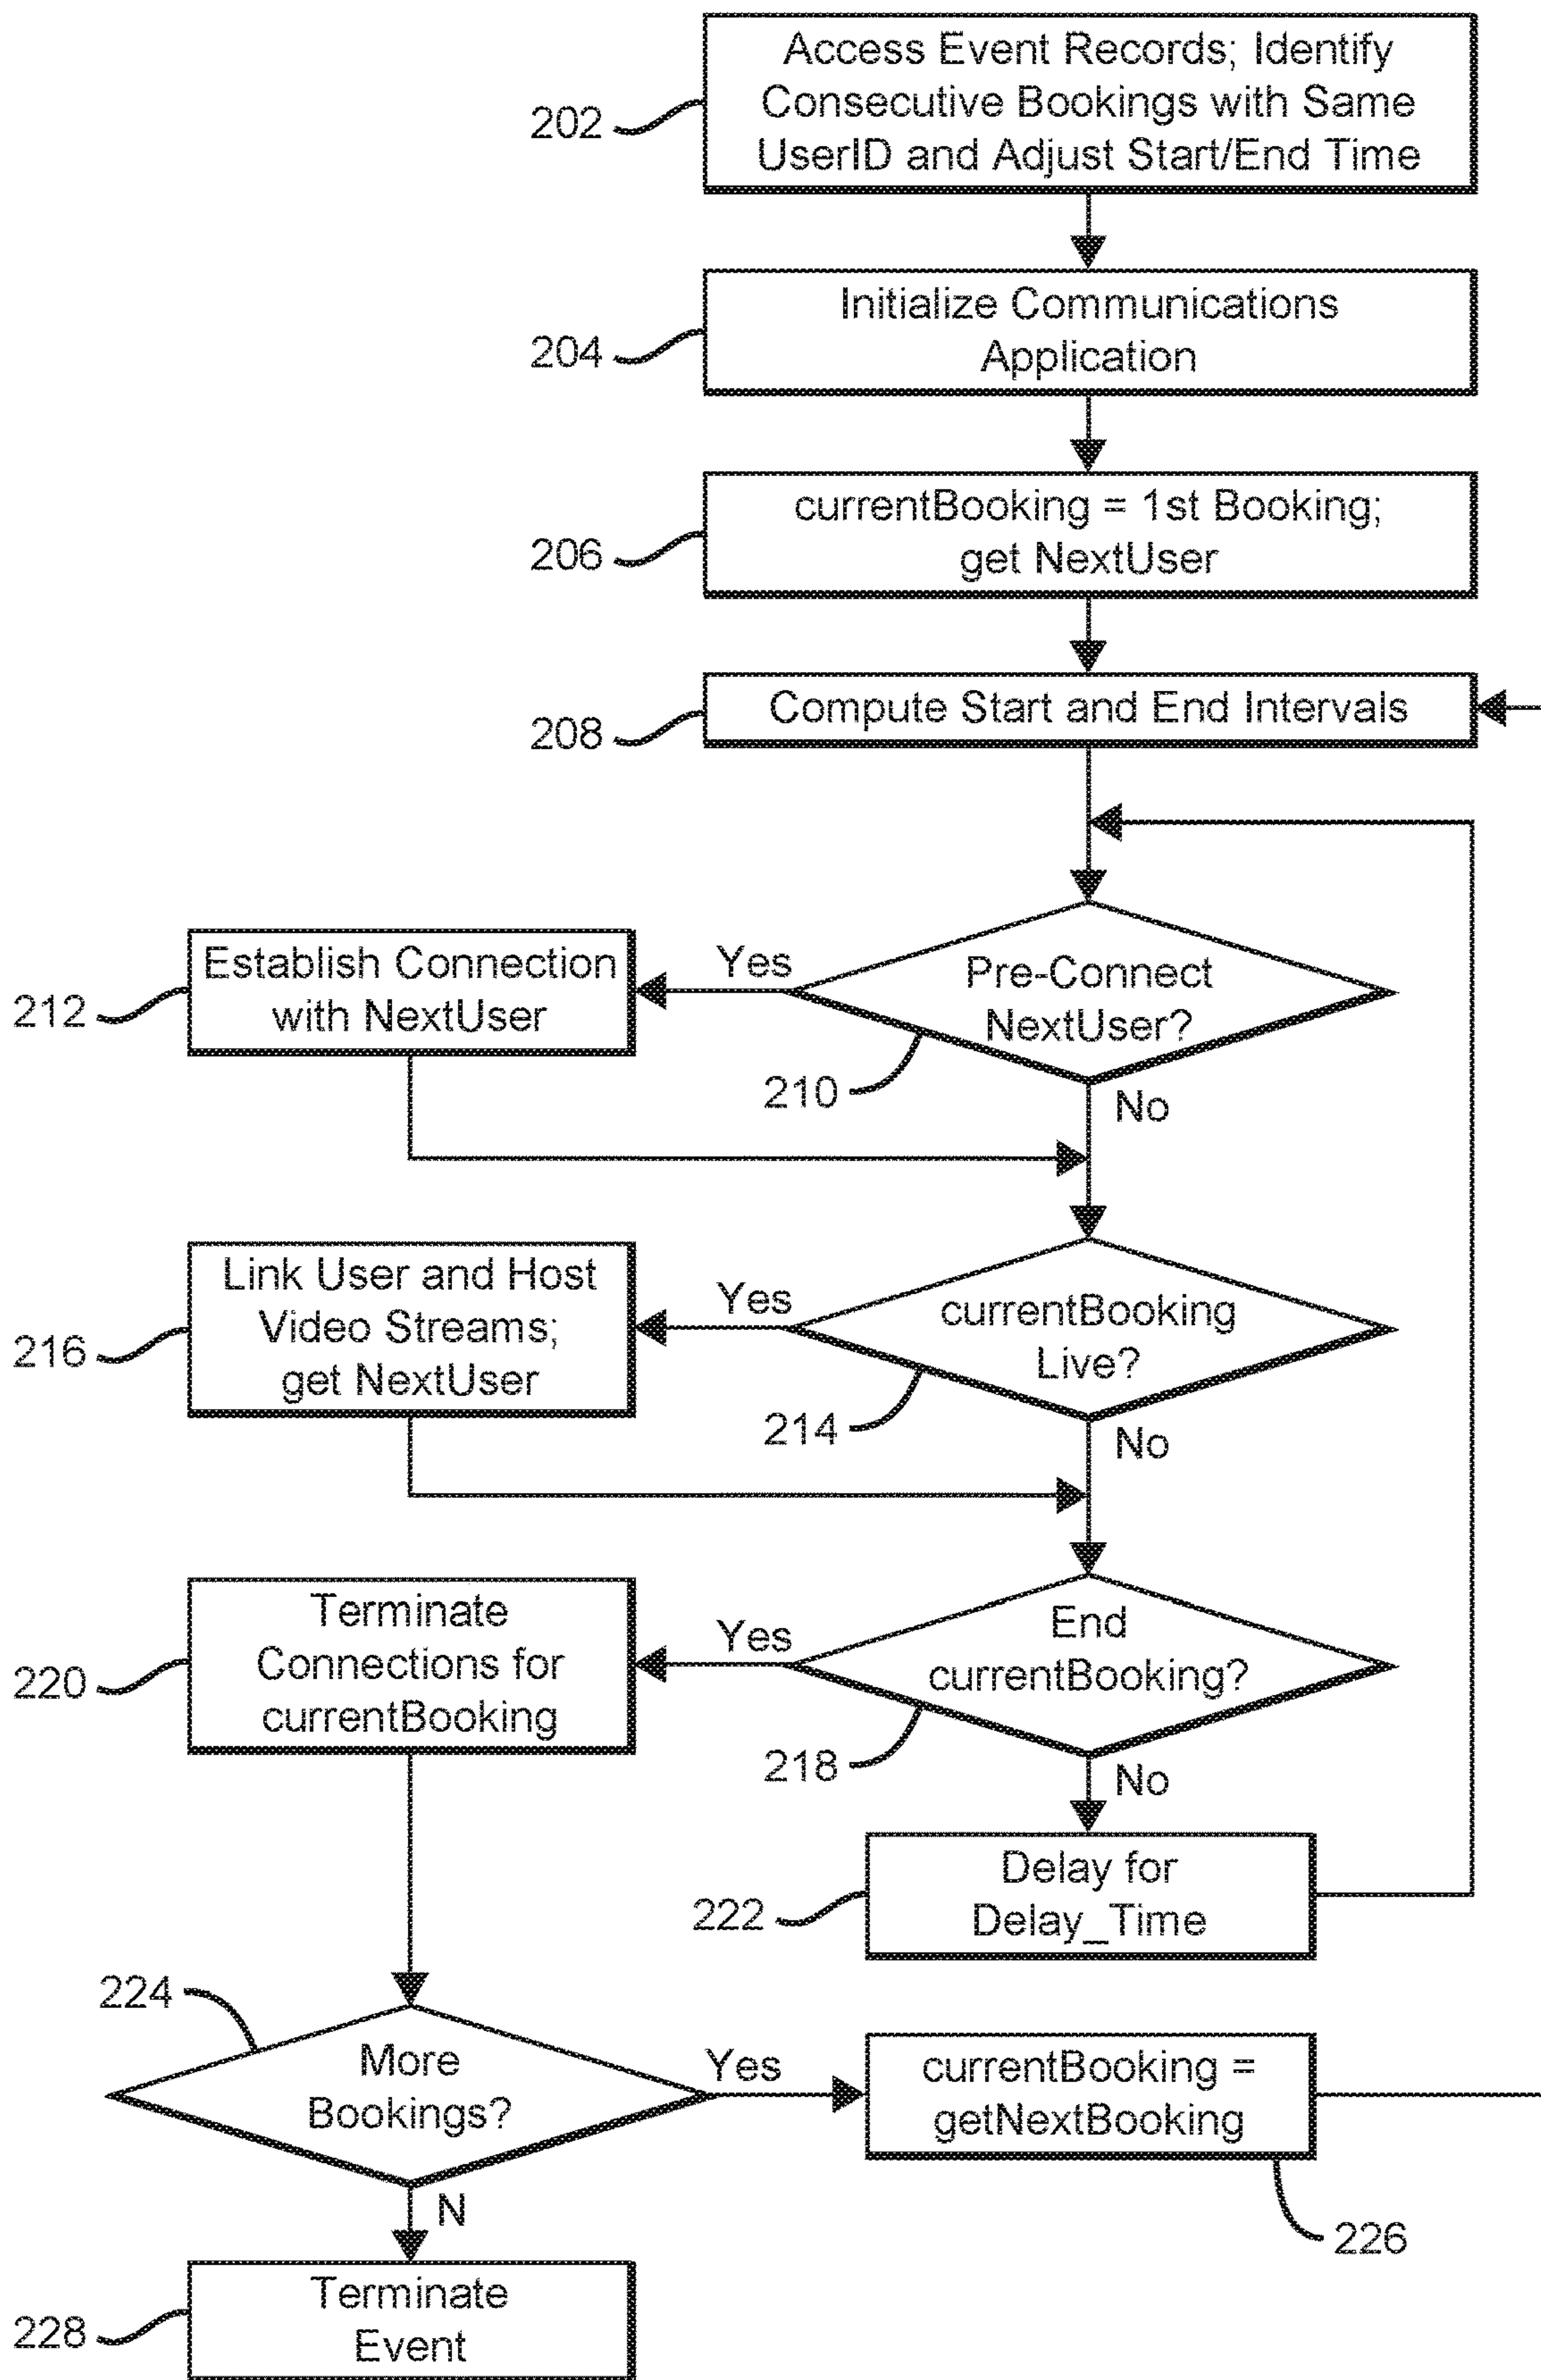 Access Event Records; Identify
Consecutive Bookings with Same
UserID and Adjust Start/End Time
202
Initialize Communications
Application
204
currentBooking = 1st Booking;
get NextUser
206
Compute Start and End Intervals
208
Establish Connection
with NextUser
212
Yes
Pre-Connect
NextUser?
210
No
Link User and Host
Video Streams;
get NextUser
216
Yes
currentBooking
Live?
214
No
Terminate
Connections for
currentBooking
220
Yes
End
currentBooking?
218
No
Delay for
Delay_Time
222
224
More
Bookings?
Yes
currentBooking =
getNextBooking
226
N
Terminate
Event
228